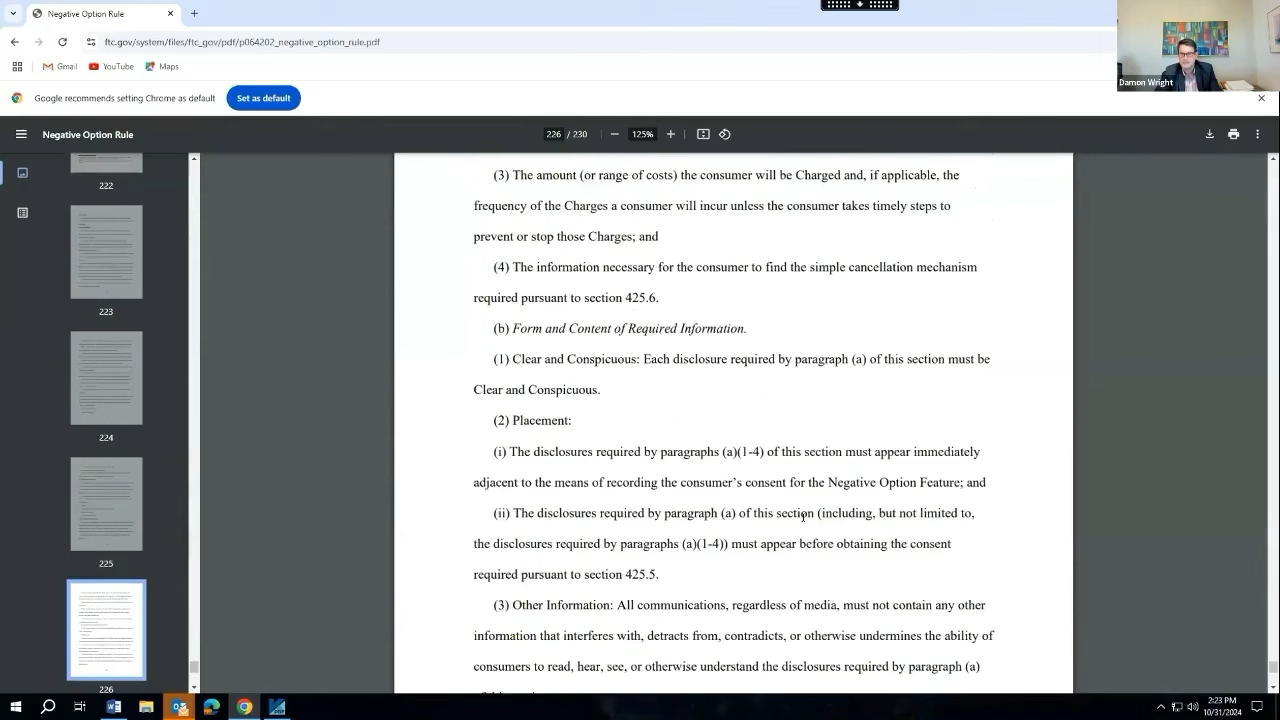 Negative Option Rule
ftc.gov/system/files/ftc_gov/pdf/p064202_negative_option_rule.pdf
Gmail
YouTube
Maps
Damon Wright
Google recommends setting Chrome as default
Set as default
Negative Option Rule
226 / 230
125%
222
223
224
225
226
(3) The amount (or range of costs) the consumer will be Charged and, if applicable, the
frequency of the Charges a consumer will incur unless the consumer takes timely steps to
prevent or stop those Charges; and
(4) The information necessary for the consumer to find the simple cancellation mechanism
required pursuant to section 425.6.
(b) Form and Content of Required Information.
(1) Clear and Conspicuous: Each disclosure required by paragraph (a) of this section must be
Clear and Conspicuous.
(2) Placement:
(i) The disclosures required by paragraphs (a)(1-4) of this section must appear immediately
adjacent to the means of recording the consumer's consent for the Negative Option Feature; and
(ii) The disclosures required by paragraph (a) of this section (including, but not limited to,
the disclosures required by paragraphs (a)(1-4)) must appear before obtaining the consent
required pursuant to section 425.5.
(3) Other Information: All communications, regardless of media, must not contain any other
information that interferes with, detracts from, contradicts, or otherwise undermines the ability of
consumers to read, hear, see, or otherwise understand the disclosures required by paragraph (a)
2:23 PM
10/31/2024